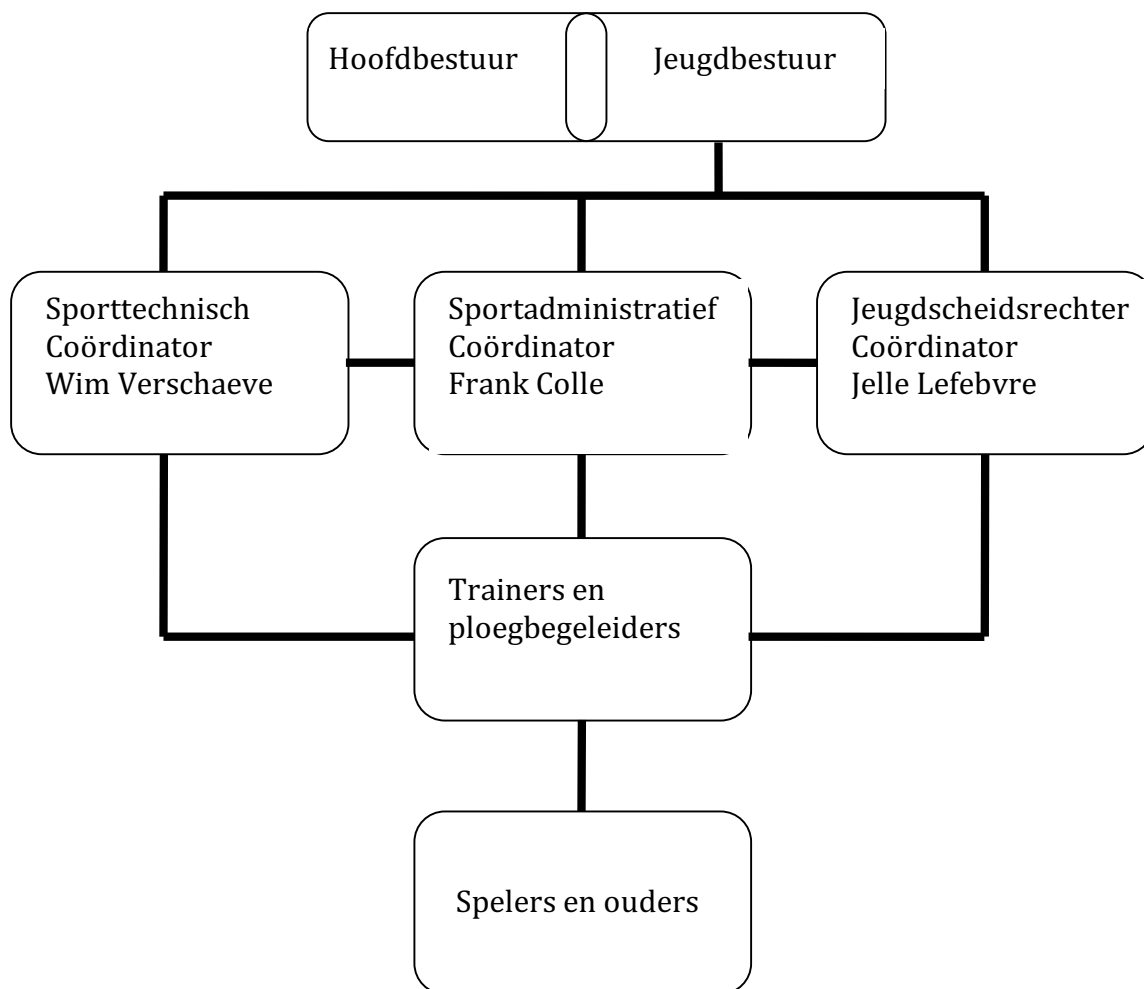 Hoofdbestuur
Jeugdbestuur
Sporttechnisch
Coördinator
Wim Verschaeve
Sportadministratief
Coördinator
Frank Colle
Jeugdscheidsrechter
Coördinator
Jelle Lefebvre
Trainers en
ploegbegeleiders
Spelers en ouders